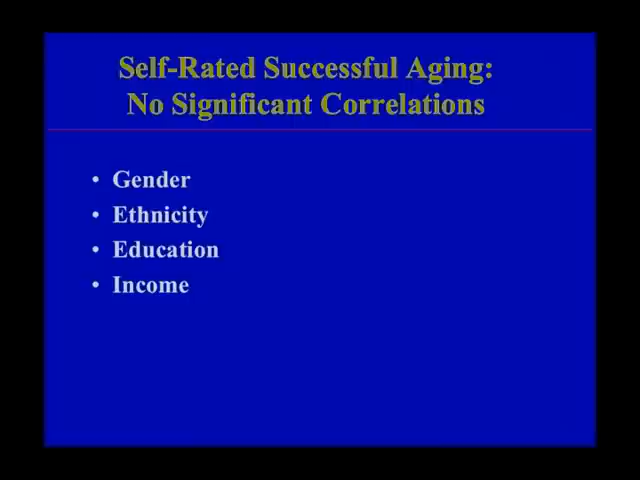 Self-Rated Successful Aging:
No Significant Correlations
• Gender
• Ethnicity
• Education
• Income